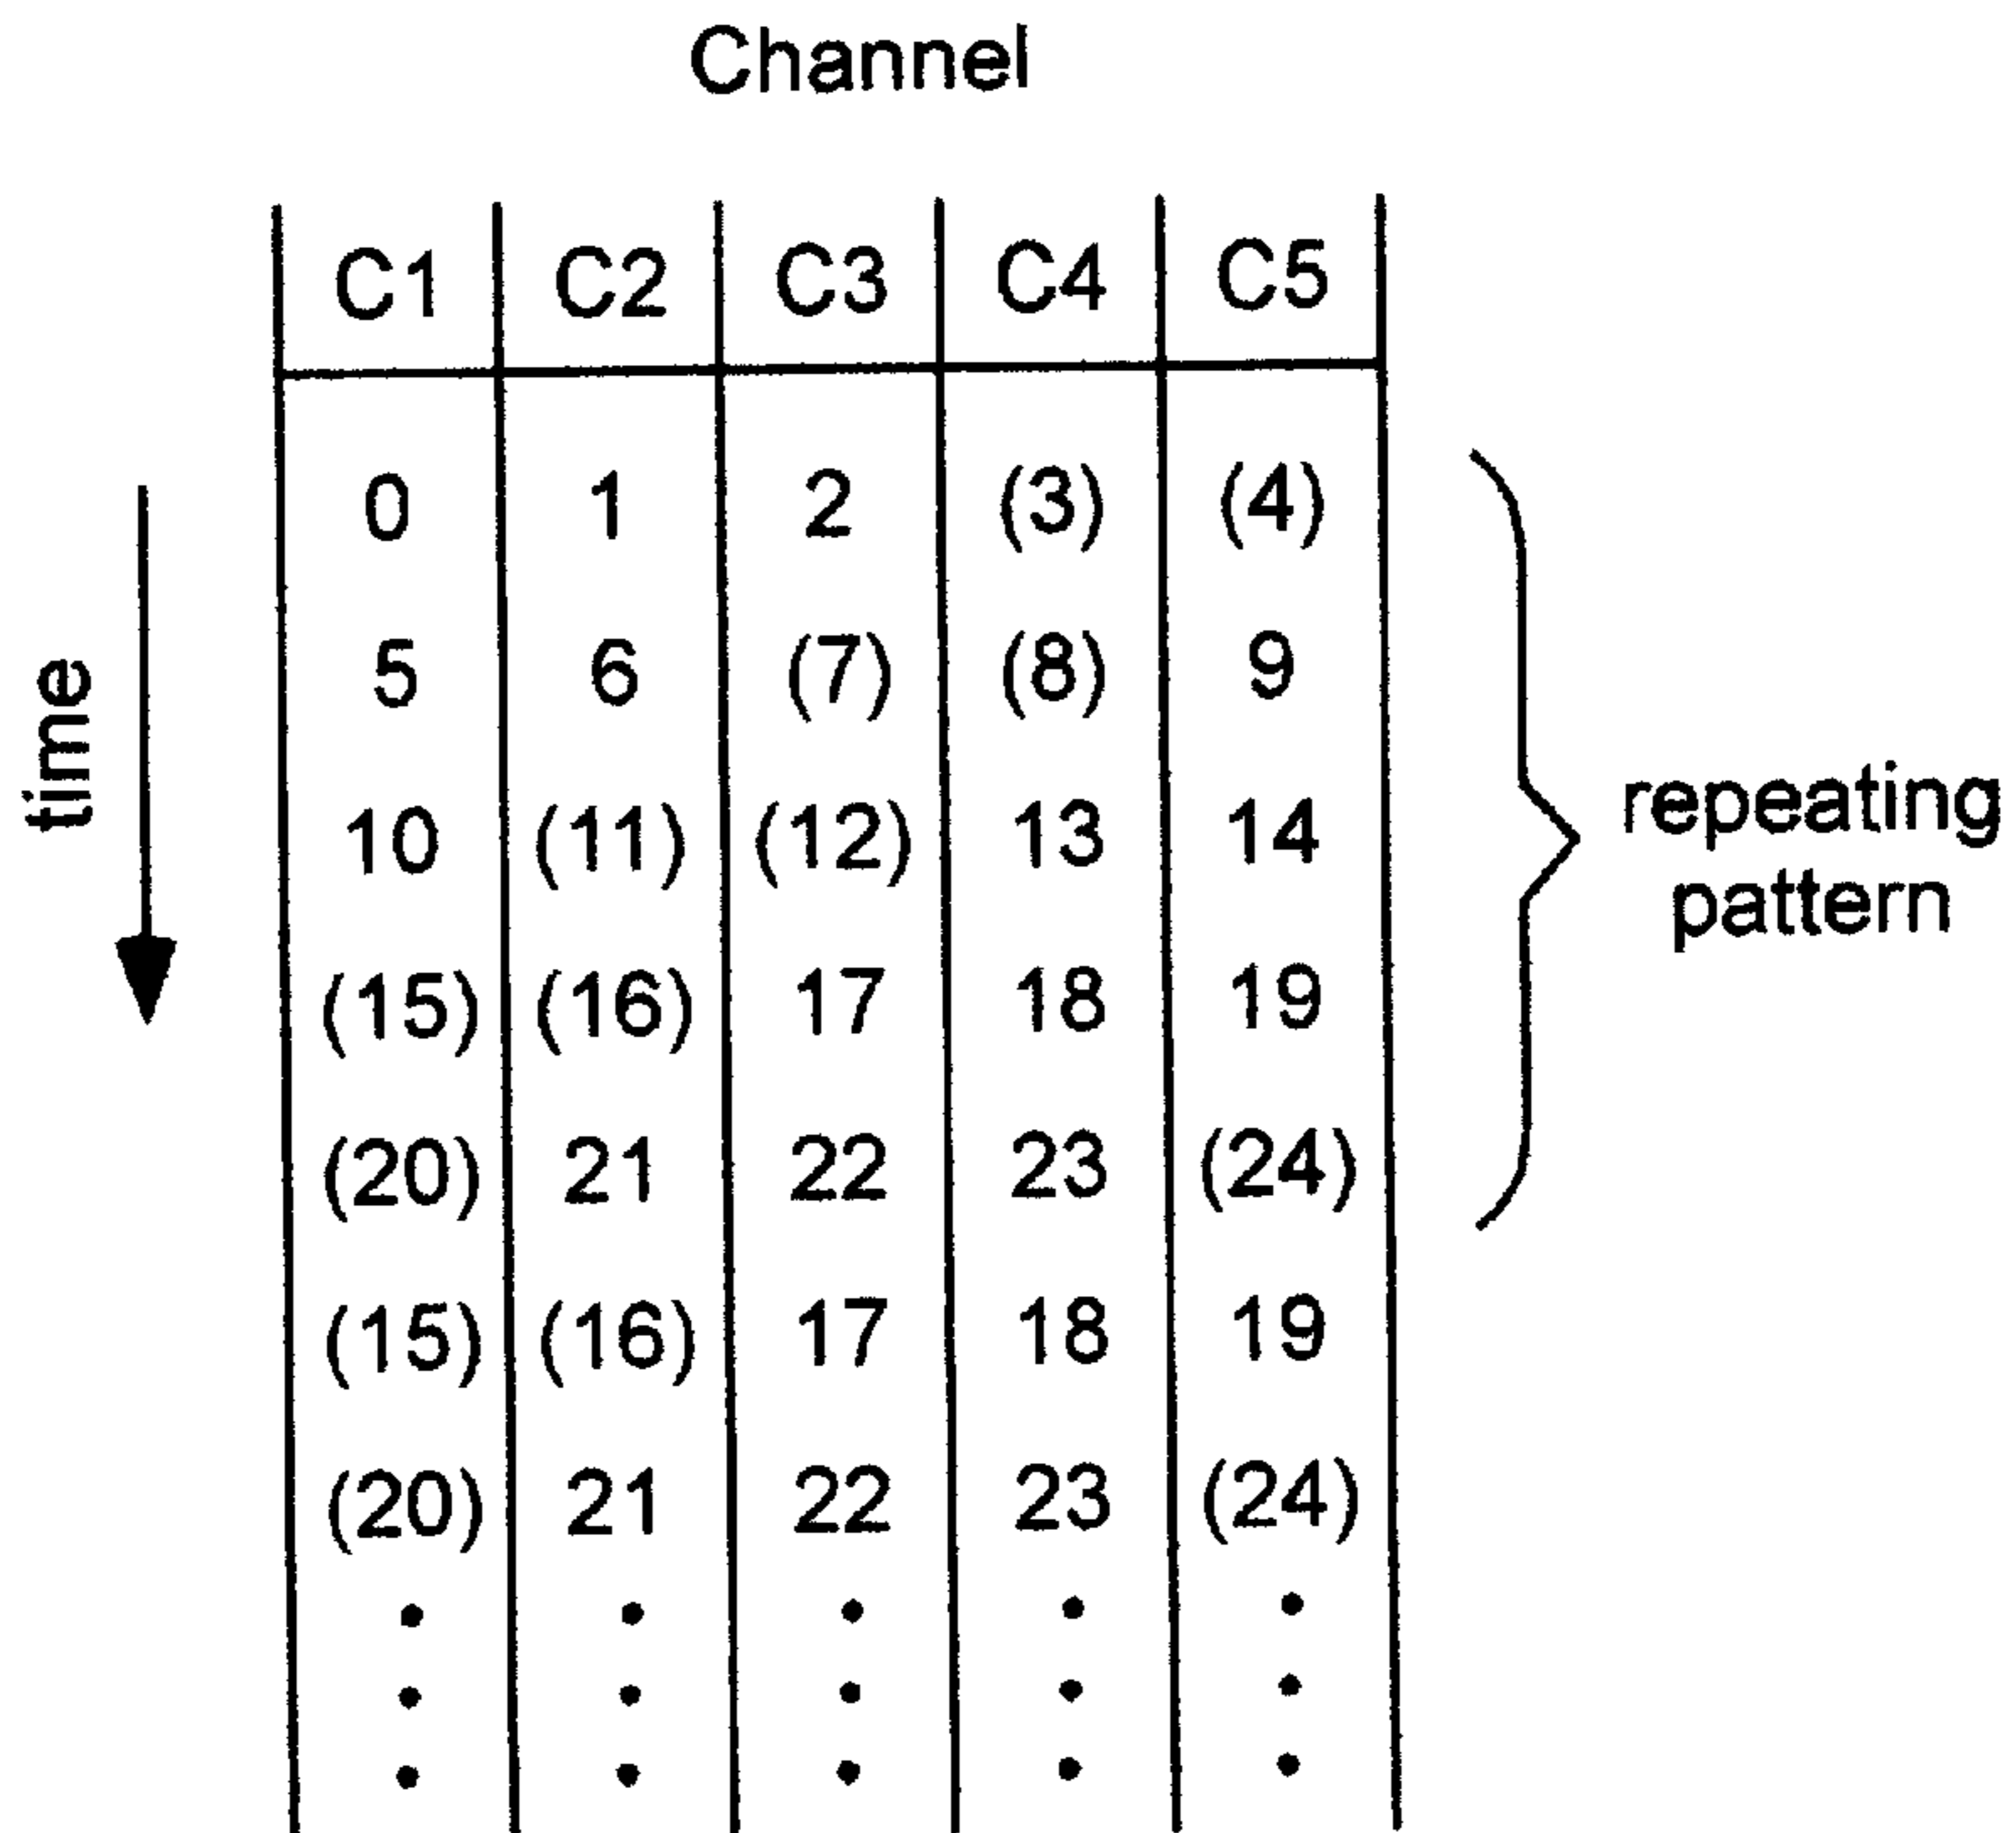 Channel
C1 C2 C3 C4 C5
0 1 2 (3) (4)
5 6 (7) (8) 9
10 (11) (12) 13 14
(15) (16) 17 18 19
(20) 21 22 23 (24)
(15) (16) 17 18 19
(20) 21 22 23 (24)
time
repeating
pattern